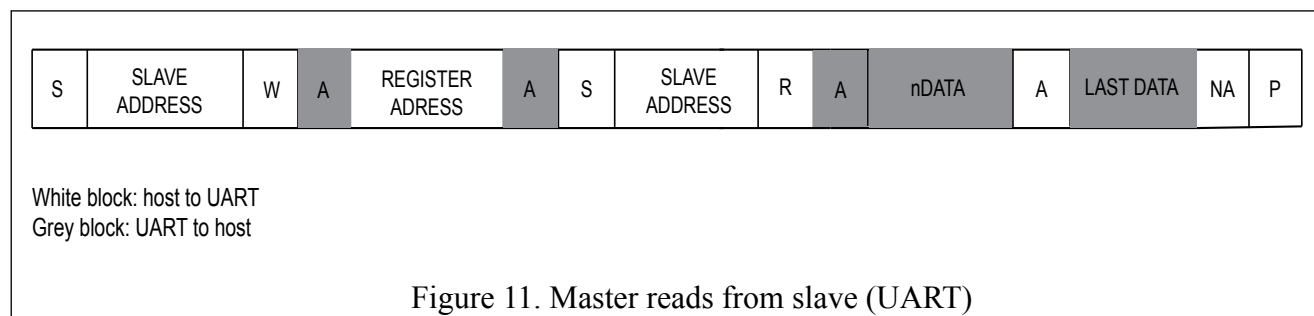 S SLAVE ADDRESS W A REGISTER ADRESS A S SLAVE ADDRESS R A nDATA A LAST DATA NA P
White block: host to UART
Grey block: UART to host
Figure 11. Master reads from slave (UART)